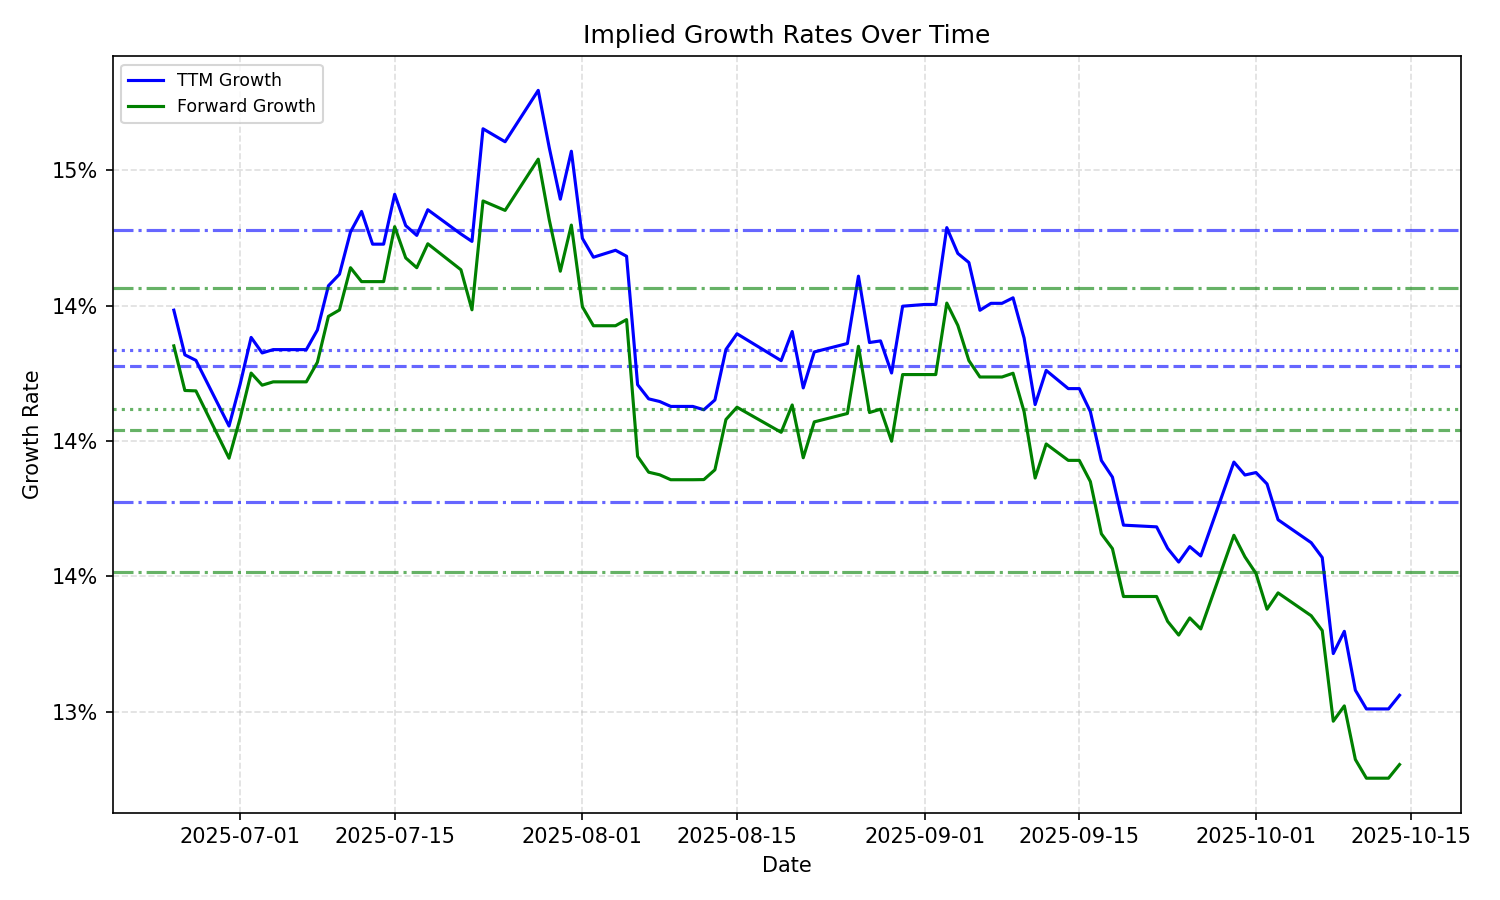 Implied Growth Rates Over Time
TTM Growth
Forward Growth
15%
14%
14%
14%
13%
Growth Rate
2025-07-01
2025-07-15
2025-08-01
2025-08-15
2025-09-01
2025-09-15
2025-10-01
2025-10-15
Date